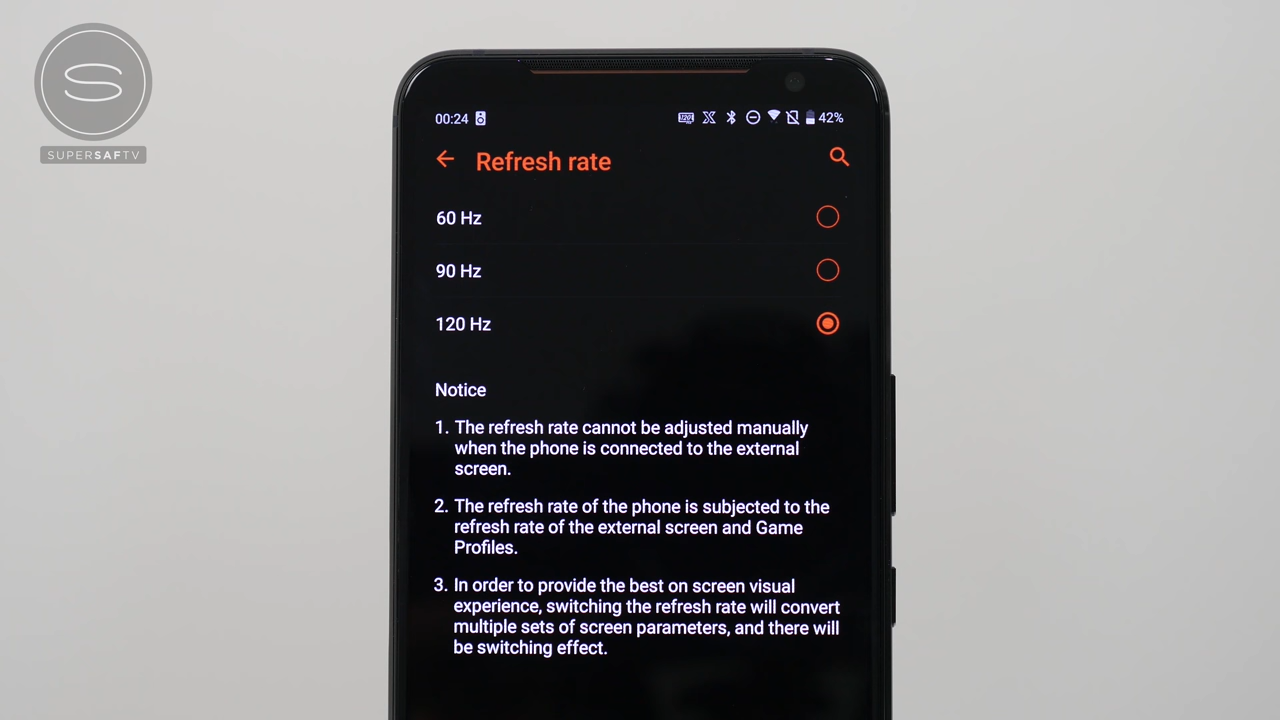 SUPERSAFTV
00:24 42%
Refresh rate
60 Hz
90 Hz
120 Hz
Notice
1. The refresh rate cannot be adjusted manually
when the phone is connected to the external
screen.
2. The refresh rate of the phone is subjected to the
refresh rate of the external screen and Game
Profiles.
3. In order to provide the best on screen visual
experience, switching the refresh rate will convert
multiple sets of screen parameters, and there will
be switching effect.